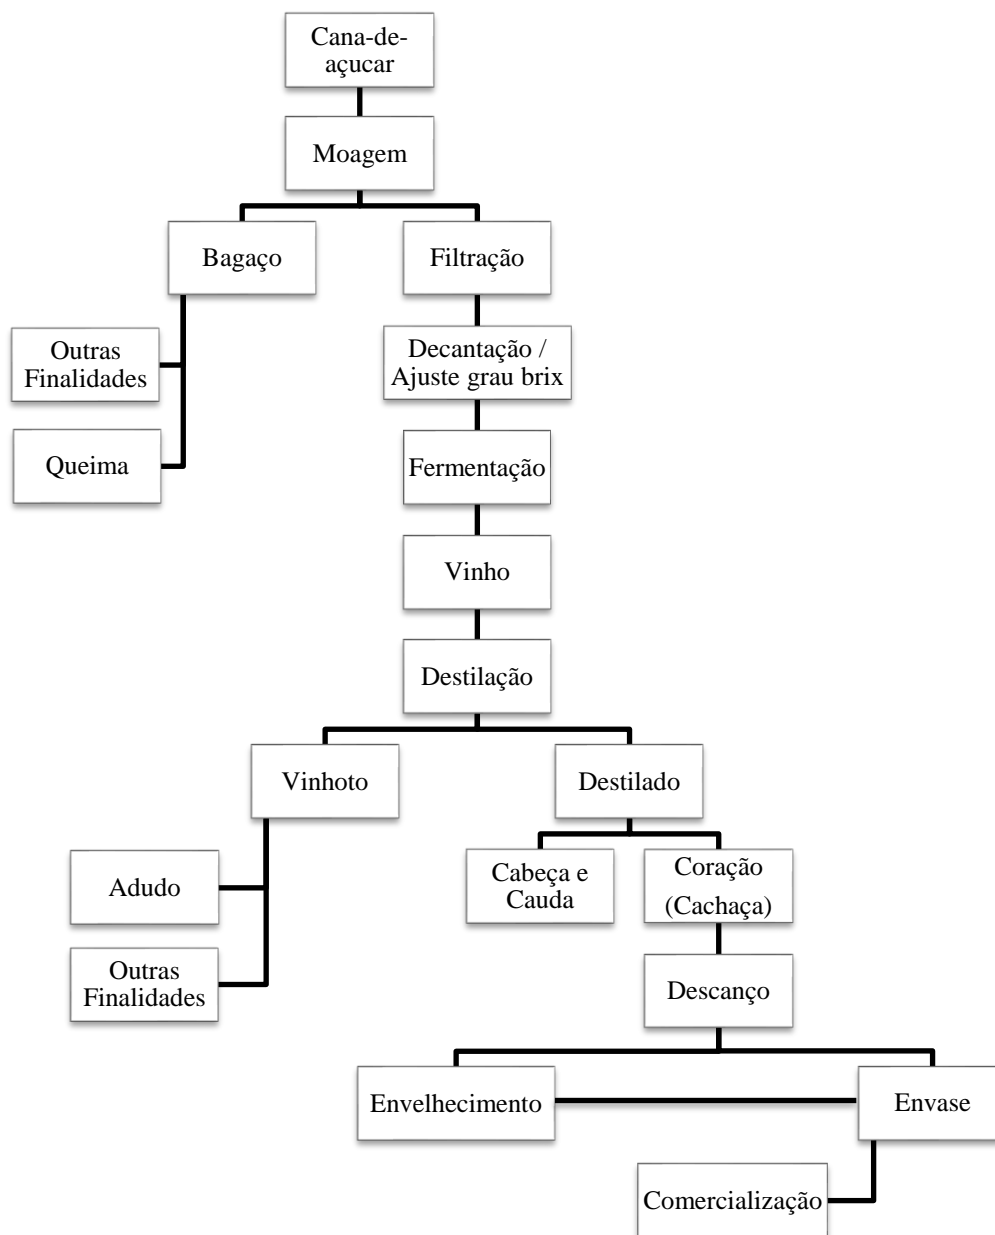 Cana-de-
açucar
Moagem
Bagaço
Filtração
Outras
Finalidades
Decantação /
Ajuste grau brix
Queima
Fermentação
Vinho
Destilação
Vinhoto
Destilado
Adudo
Cabeça e
Cauda
Coração
(Cachaça)
Outras
Finalidades
Descanço
Envelhecimento
Envase
Comercialização